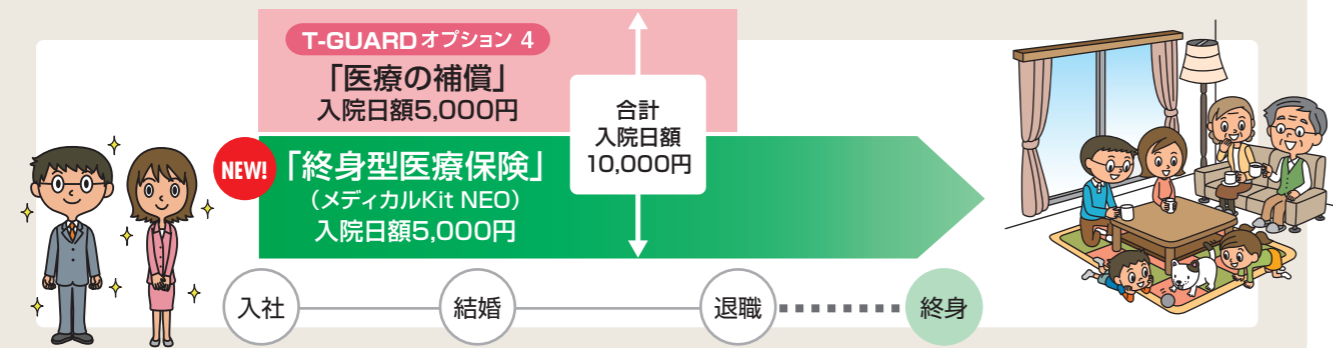 T-GUARDオプション 4
「医療の補償」
入院日額5,000円
合計
入院日額
10,000円
NEW!
「終身型医療保険」
（メディカルKit NEO）
入院日額5,000円
入社
結婚
退職
終身